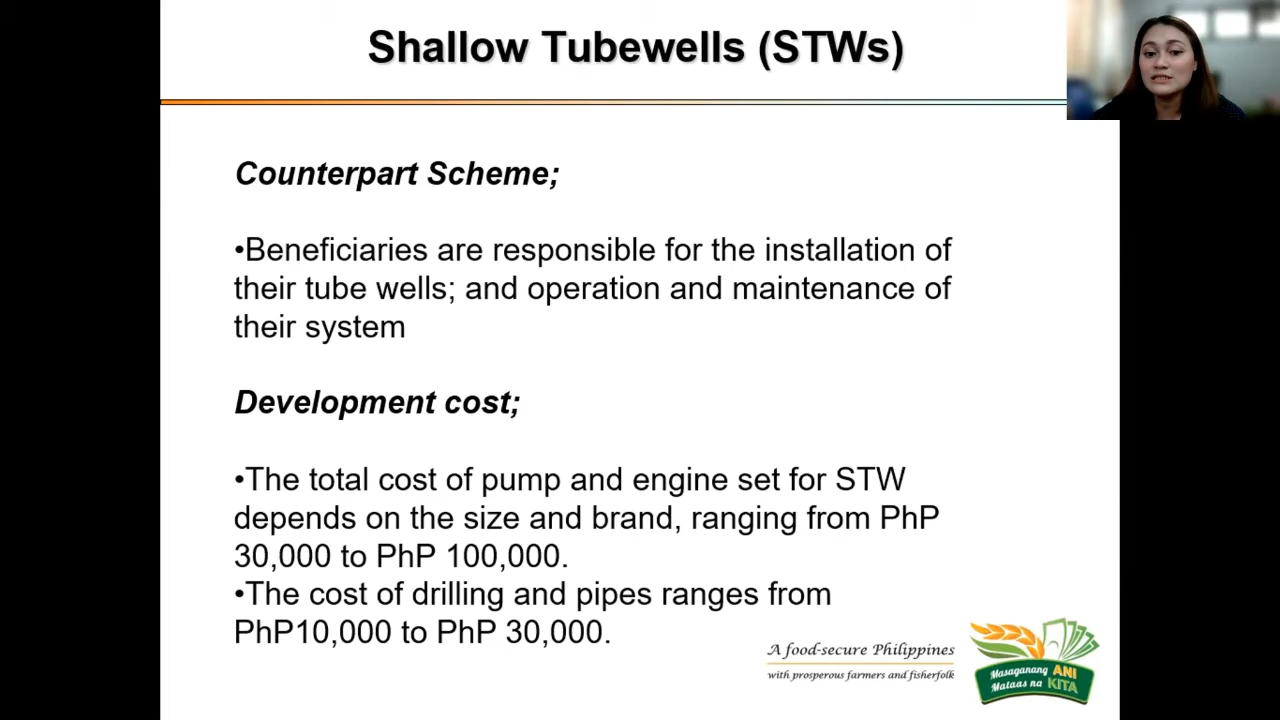 Shallow Tubewells (STWs)
Counterpart Scheme;
•Beneficiaries are responsible for the installation of
their tube wells; and operation and maintenance of
their system
Development cost;
•The total cost of pump and engine set for STW
depends on the size and brand, ranging from PhP
30,000 to PhP 100,000.
•The cost of drilling and pipes ranges from
PhP10,000 to PhP 30,000.
A food-secure Philippines
with prosperous farmers and fisherfolk
Masaganang ANI
Mataas na KITA